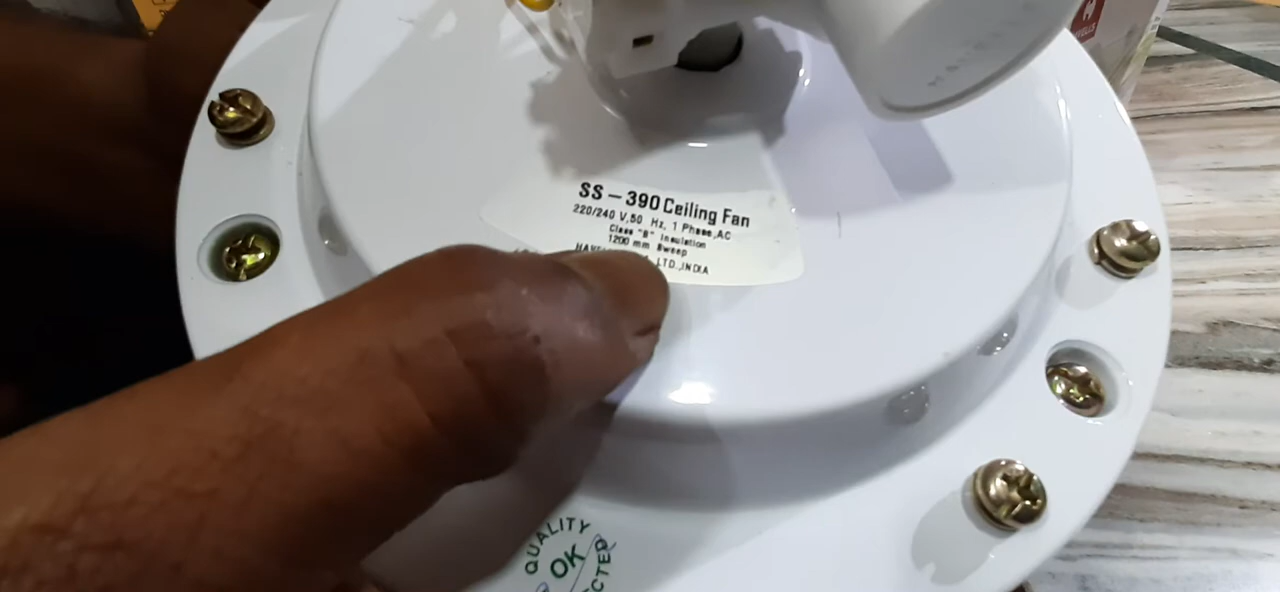 SS-390 Ceiling Fan
220/240 V,50 Hz, 1 Phase,AC
Class "B" Insulation
1200 mm Sweep
LTD.,INDIA
QUALITY
OK